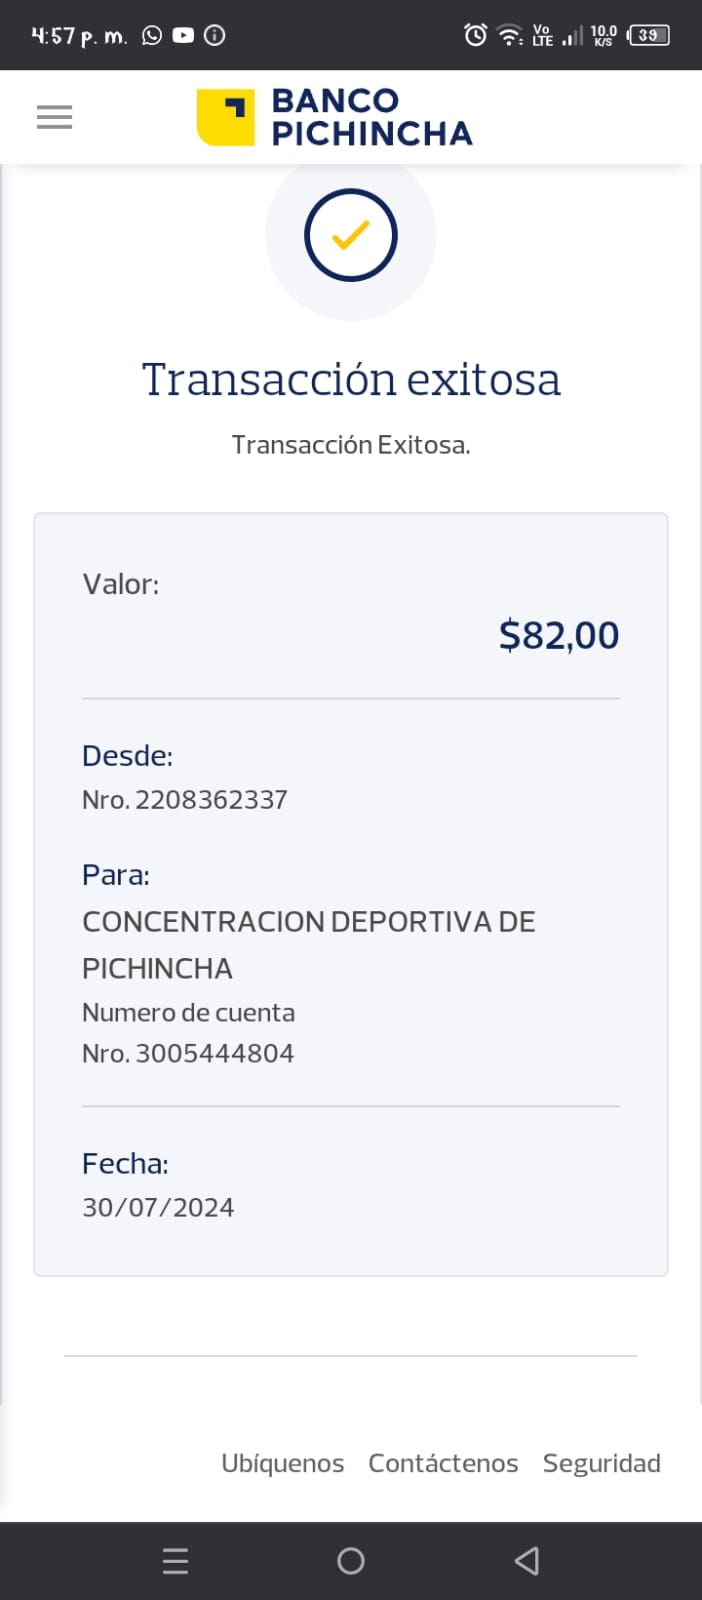 4:57 p. m. Vo LTE 10.0 K/S 39
BANCO
PICHINCHA
Transacción exitosa
Transacción Exitosa.
Valor:
$82,00
Desde:
Nro. 2208362337
Para:
CONCENTRACION DEPORTIVA DE
PICHINCHA
Numero de cuenta
Nro. 3005444804
Fecha:
30/07/2024
Ubíquenos Contáctenos Seguridad